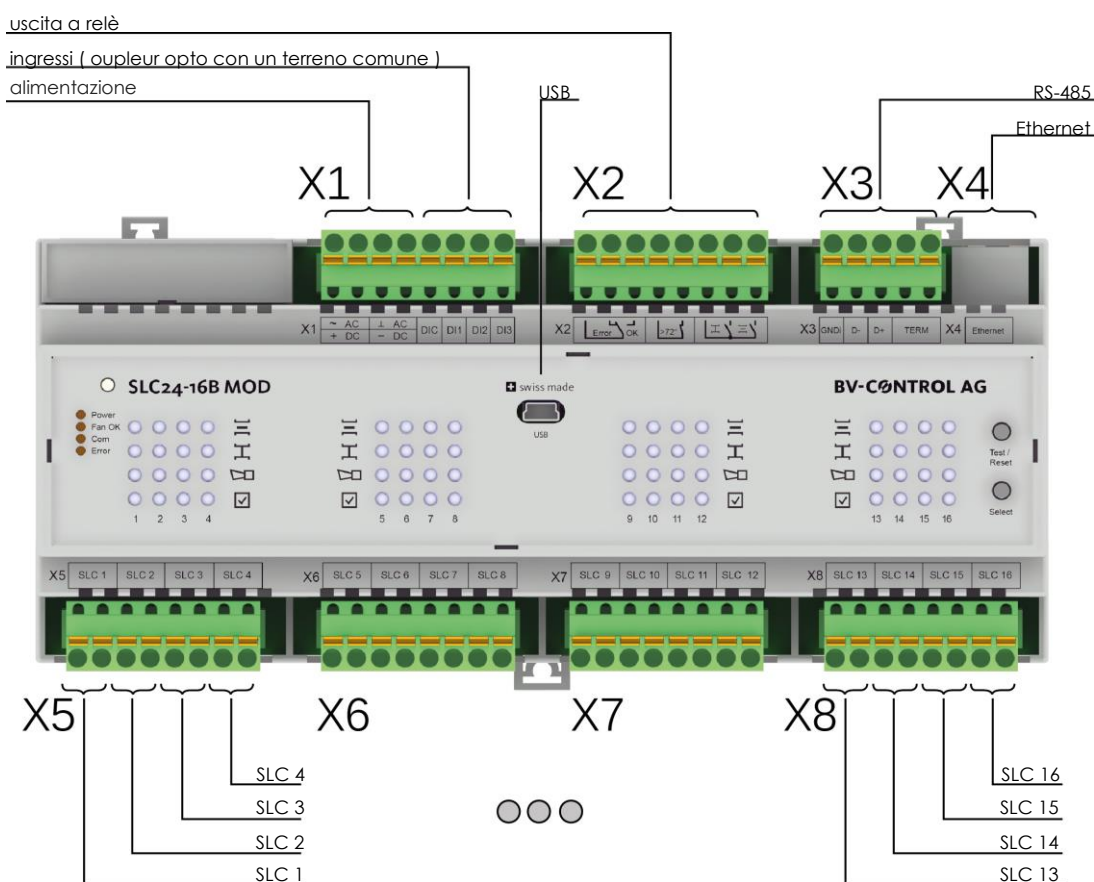 uscita a relè
ingressi ( oupleur opto con un terreno comune )
alimentazione
USB
RS-485
Ethernet
X1 X2 X3 X4
X1 ~ AC ⊥ AC DIC DI1 DI2 DI3
+ DC - DC
X2 Error OK >72"
X3 GNDi D- D+ TERM X4 Ethernet
SLC24-16B MOD
swiss made
BV-CONTROL AG
Power
Fan OK
Com
Error
USB
Test / Reset
Select
1 2 3 4
5 6 7 8
9 10 11 12
13 14 15 16
X5 SLC 1 SLC 2 SLC 3 SLC 4
X6 SLC 5 SLC 6 SLC 7 SLC 8
X7 SLC 9 SLC 10 SLC 11 SLC 12
X8 SLC 13 SLC 14 SLC 15 SLC 16
X5 X6 X7 X8
SLC 4
SLC 3
SLC 2
SLC 1
SLC 16
SLC 15
SLC 14
SLC 13